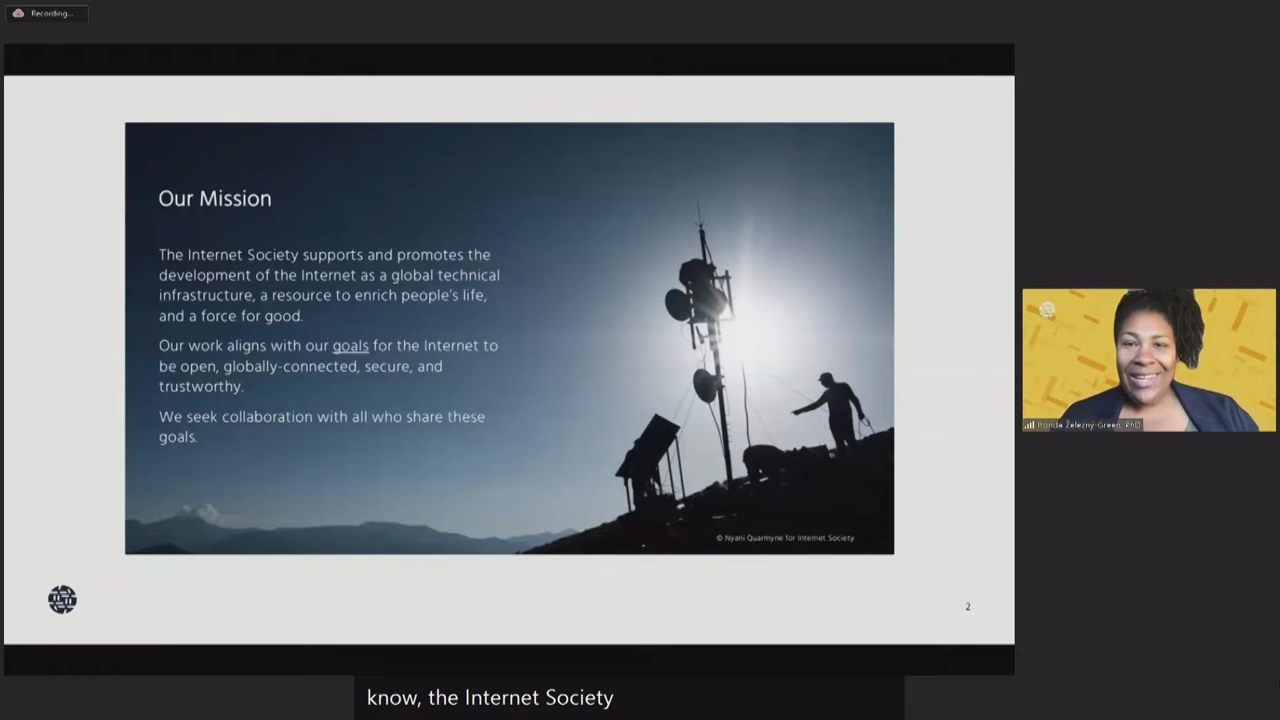 Recording...
Our Mission
The Internet Society supports and promotes the
development of the Internet as a global technical
infrastructure, a resource to enrich people's life,
and a force for good.
Our work aligns with our goals for the Internet to
be open, globally-connected, secure, and
trustworthy.
We seek collaboration with all who share these
goals.
© Nyani Quarmyne for Internet Society
2
Ronda Železný-Green, PhD
know, the Internet Society